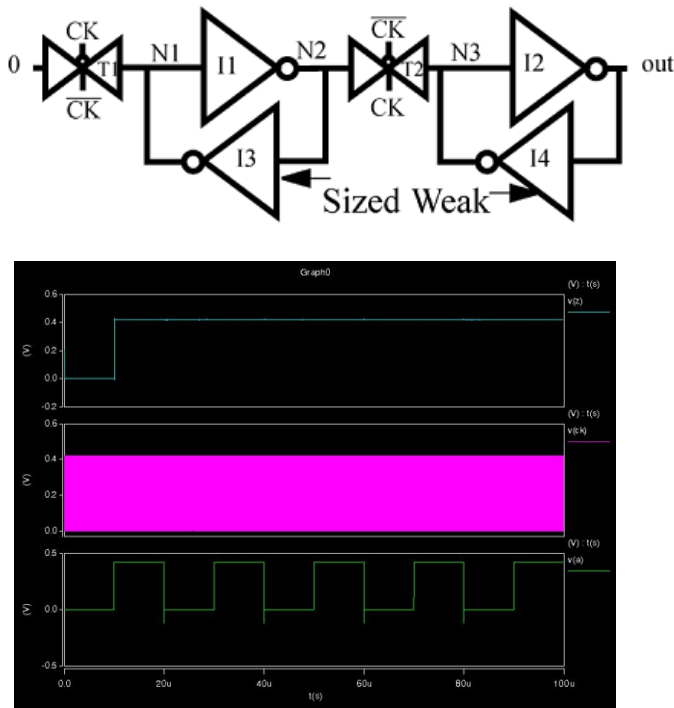 CK CK
0 T1 N1 I1 N2 T2 N3 I2 out
CK CK
I3 I4
Sized Weak
Graph0
(V) : t(s)
0.6 v(z)
0.4
(V) 0.2
0.0
-0.2
(V) : t(s)
0.6 v(ck)
0.4
(V) 0.2
0.0
(V) : t(s)
0.5 v(a)
(V) 0.0
-0.5
0.0 20u 40u 60u 80u 100u
t(s)